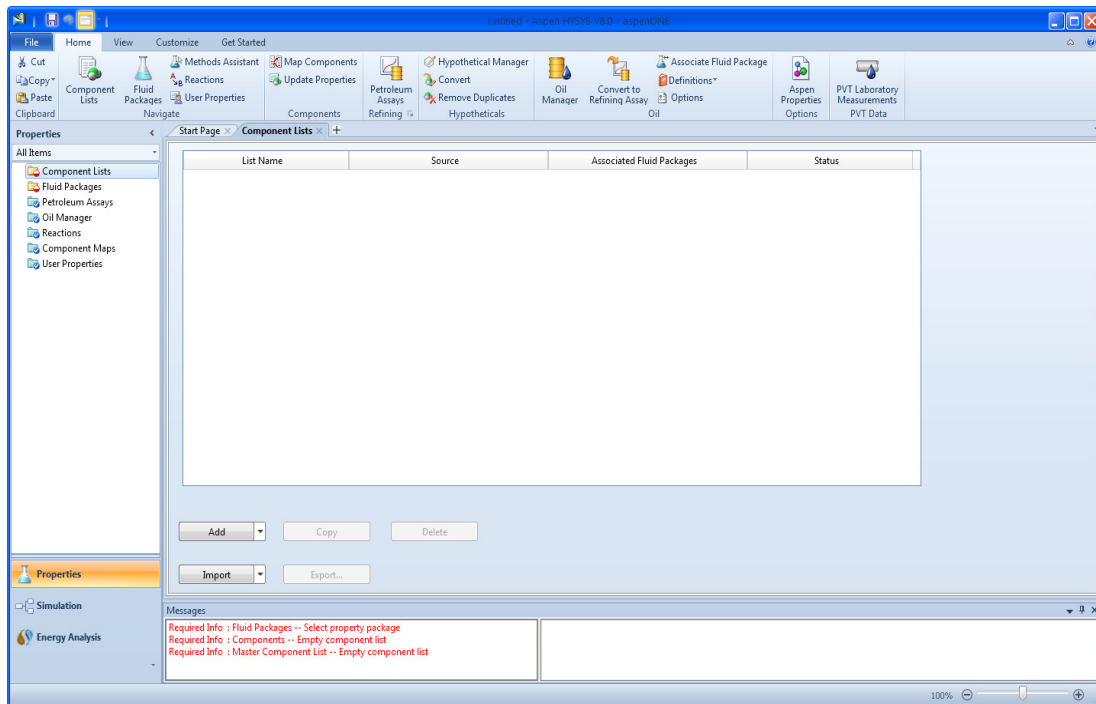 Untitled - Aspen HYSYS V8.0 - aspenONE
File Home View Customize Get Started
Cut
Copy
Paste
Clipboard
Component Lists
Fluid Packages
Methods Assistant
Reactions
User Properties
Navigate
Map Components
Update Properties
Components
Petroleum Assays
Refining
Hypothetical Manager
Convert
Remove Duplicates
Hypotheticals
Oil Manager
Convert to Refining Assay
Associate Fluid Package
Definitions
Options
Oil
Aspen Properties
Options
PVT Laboratory Measurements
PVT Data
Properties
All Items
Component Lists
Fluid Packages
Petroleum Assays
Oil Manager
Reactions
Component Maps
User Properties
Start Page Component Lists
List Name Source Associated Fluid Packages Status
Add Copy Delete
Import Export...
Properties
Simulation
Energy Analysis
Messages
Required Info : Fluid Packages -- Select property package
Required Info : Components -- Empty component list
Required Info : Master Component List -- Empty component list
100%